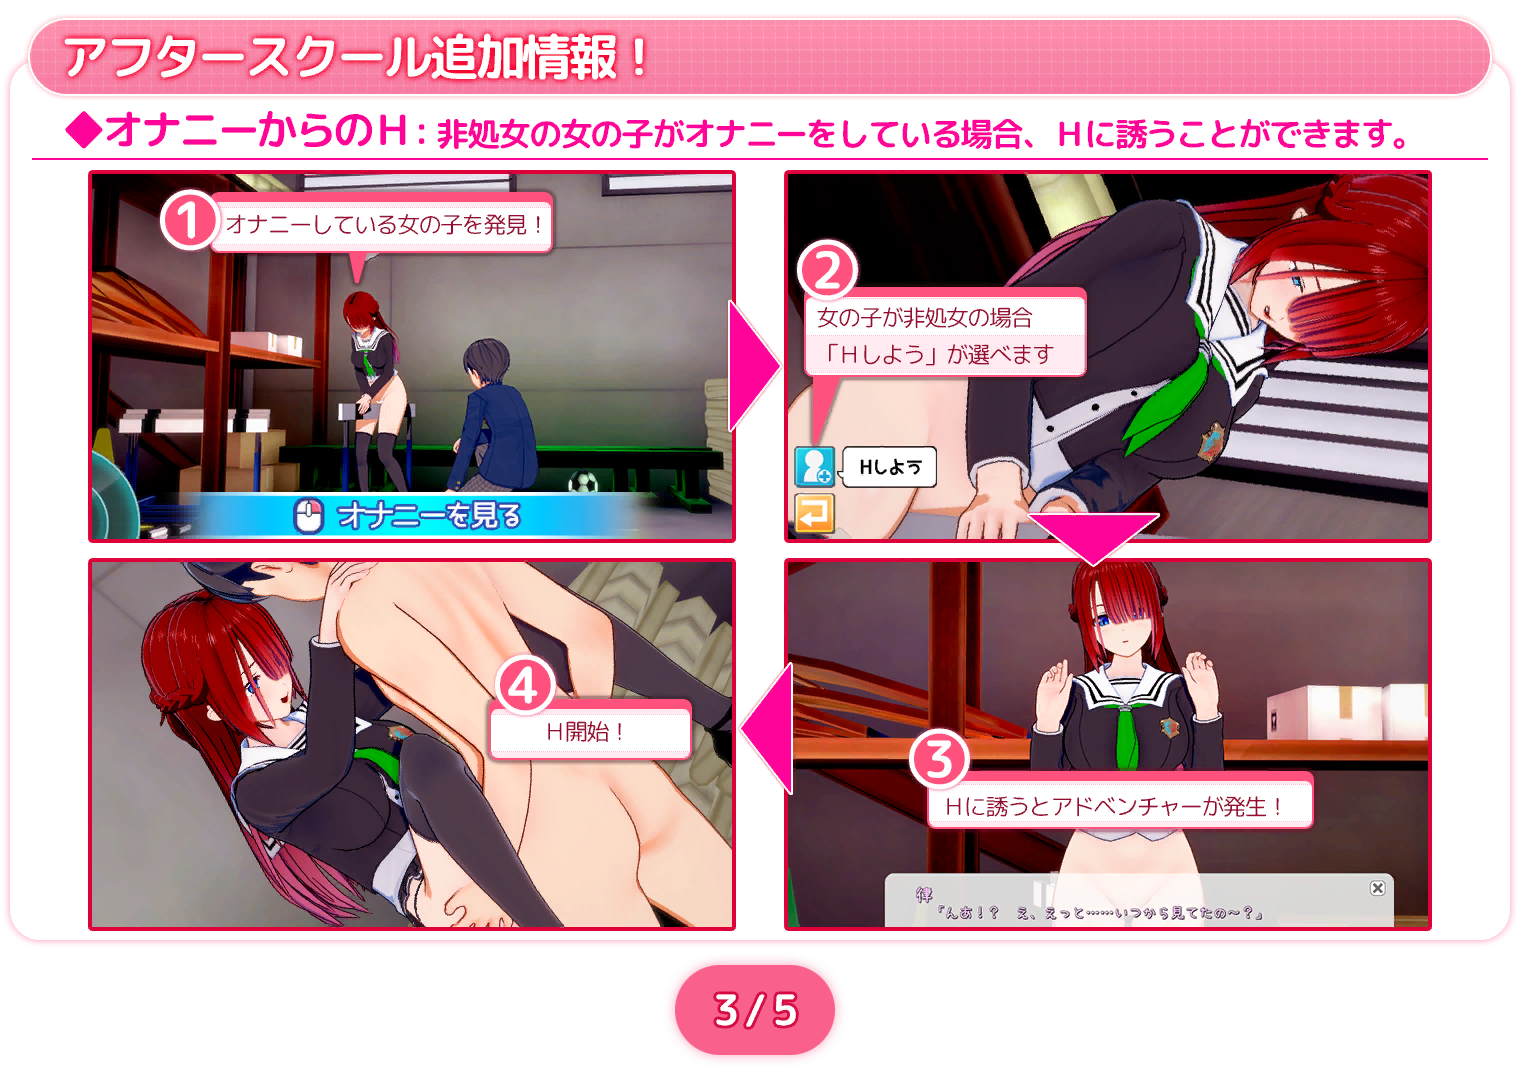 アフタースクール追加情報！
◆オナニーからのＨ：非処女の女の子がオナニーをしている場合、Ｈに誘うことができます。
1
オナニーしている女の子を発見！
オナニーを見る
2
女の子が非処女の場合
「Ｈしよう」が選べます
Hしよう
3
Ｈに誘うとアドベンチャーが発生！
律
「んあ！？　え、えっと……いつから見てたの～？」
4
Ｈ開始！
3/5